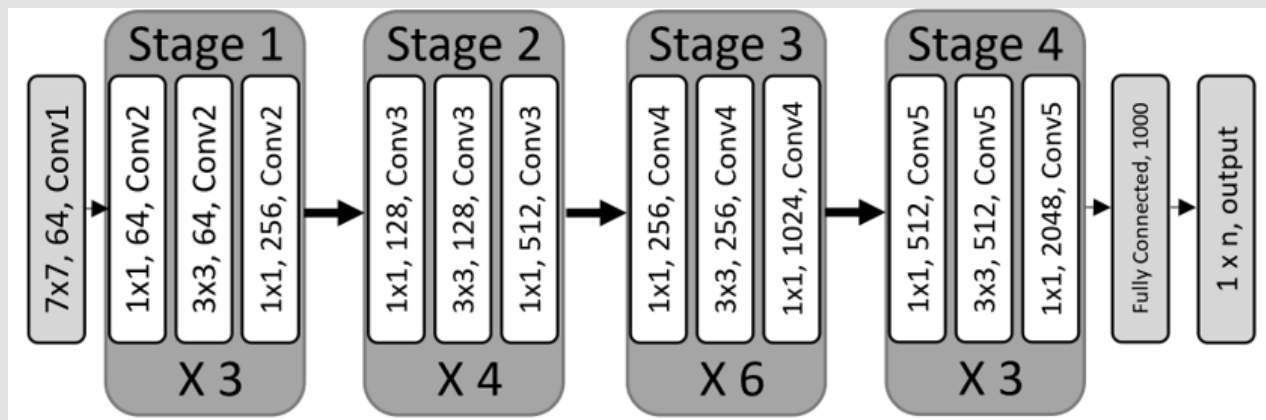 7x7, 64, Conv1
Stage 1
1x1, 64, Conv2
3x3, 64, Conv2
1x1, 256, Conv2
X 3
Stage 2
1x1, 128, Conv3
3x3, 128, Conv3
1x1, 512, Conv3
X 4
Stage 3
1x1, 256, Conv4
3x3, 256, Conv4
1x1, 1024, Conv4
X 6
Stage 4
1x1, 512, Conv5
3x3, 512, Conv5
1x1, 2048, Conv5
X 3
Fully Connected, 1000
1 x n, output